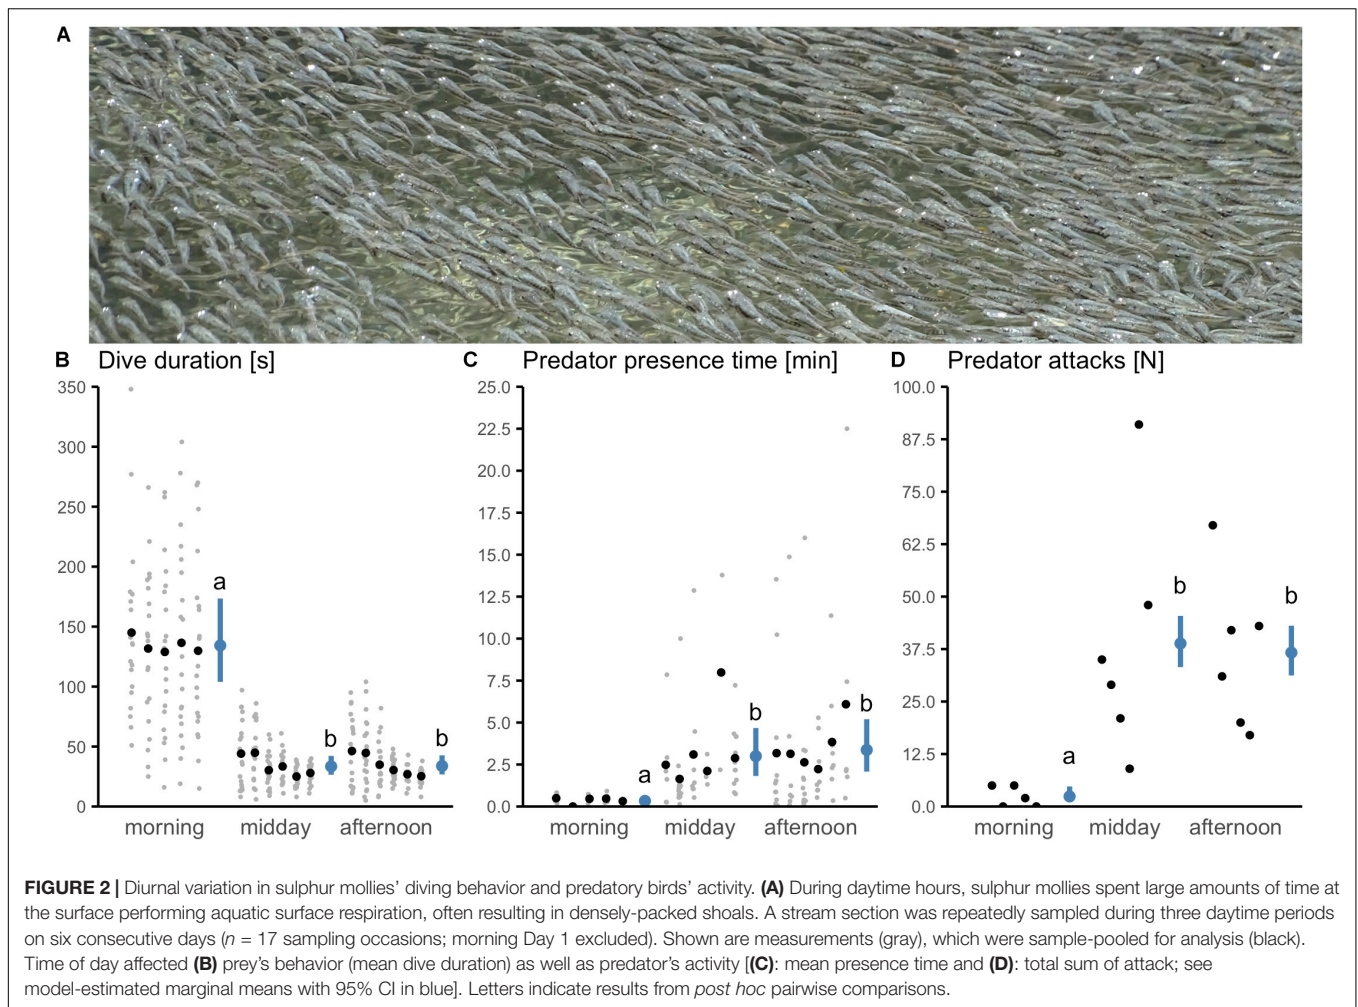 A
B Dive duration [s]
C Predator presence time [min]
D Predator attacks [N]
350
300
250
200
150
100
50
0
a
b
b
morning midday afternoon
25.0
22.5
20.0
17.5
15.0
12.5
10.0
7.5
5.0
2.5
0.0
a
b
b
morning midday afternoon
100.0
87.5
75.0
62.5
50.0
37.5
25.0
12.5
0.0
a
b
b
morning midday afternoon
FIGURE 2 | Diurnal variation in sulphur mollies’ diving behavior and predatory birds’ activity. (A) During daytime hours, sulphur mollies spent large amounts of time at
the surface performing aquatic surface respiration, often resulting in densely-packed shoals. A stream section was repeatedly sampled during three daytime periods
on six consecutive days (n = 17 sampling occasions; morning Day 1 excluded). Shown are measurements (gray), which were sample-pooled for analysis (black).
Time of day affected (B) prey’s behavior (mean dive duration) as well as predator’s activity [(C): mean presence time and (D): total sum of attack; see
model-estimated marginal means with 95% CI in blue]. Letters indicate results from post hoc pairwise comparisons.